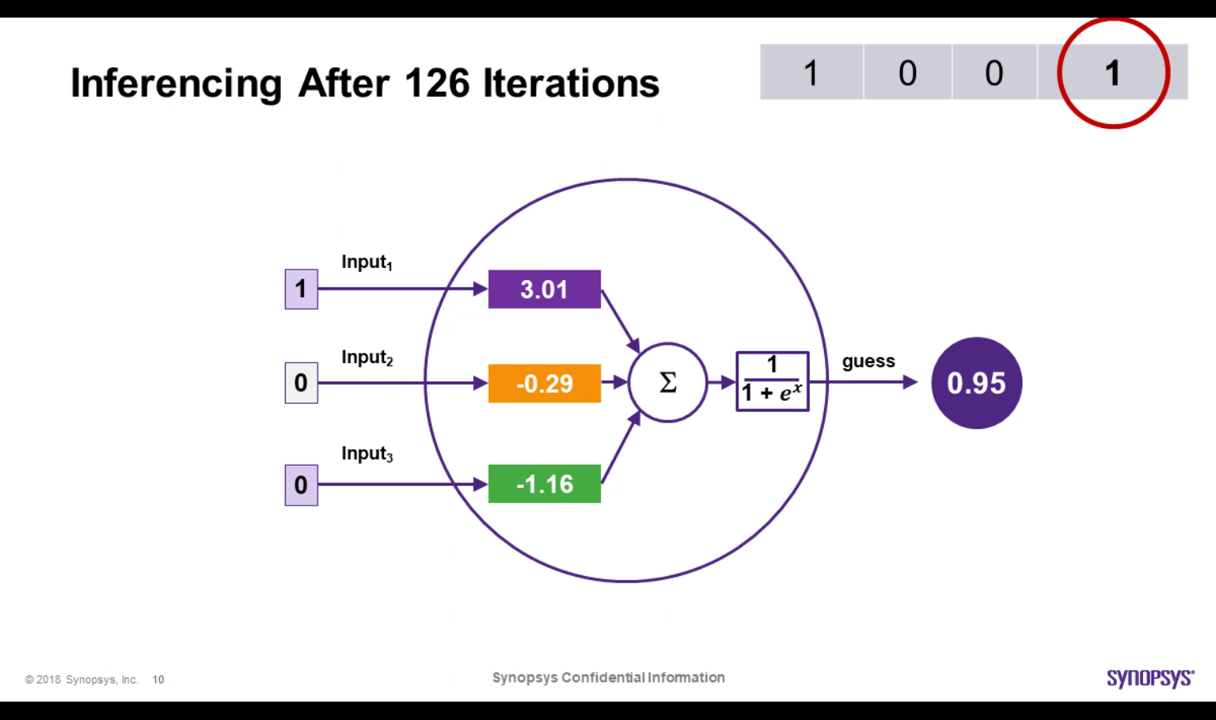 Inferencing After 126 Iterations
1 0 0 1
Input₁
1
3.01
Input₂
0
-0.29
Σ
1
1 + eˣ
guess
0.95
Input₃
0
-1.16
© 2018 Synopsys, Inc. 10
Synopsys Confidential Information
SYNOPSYS®